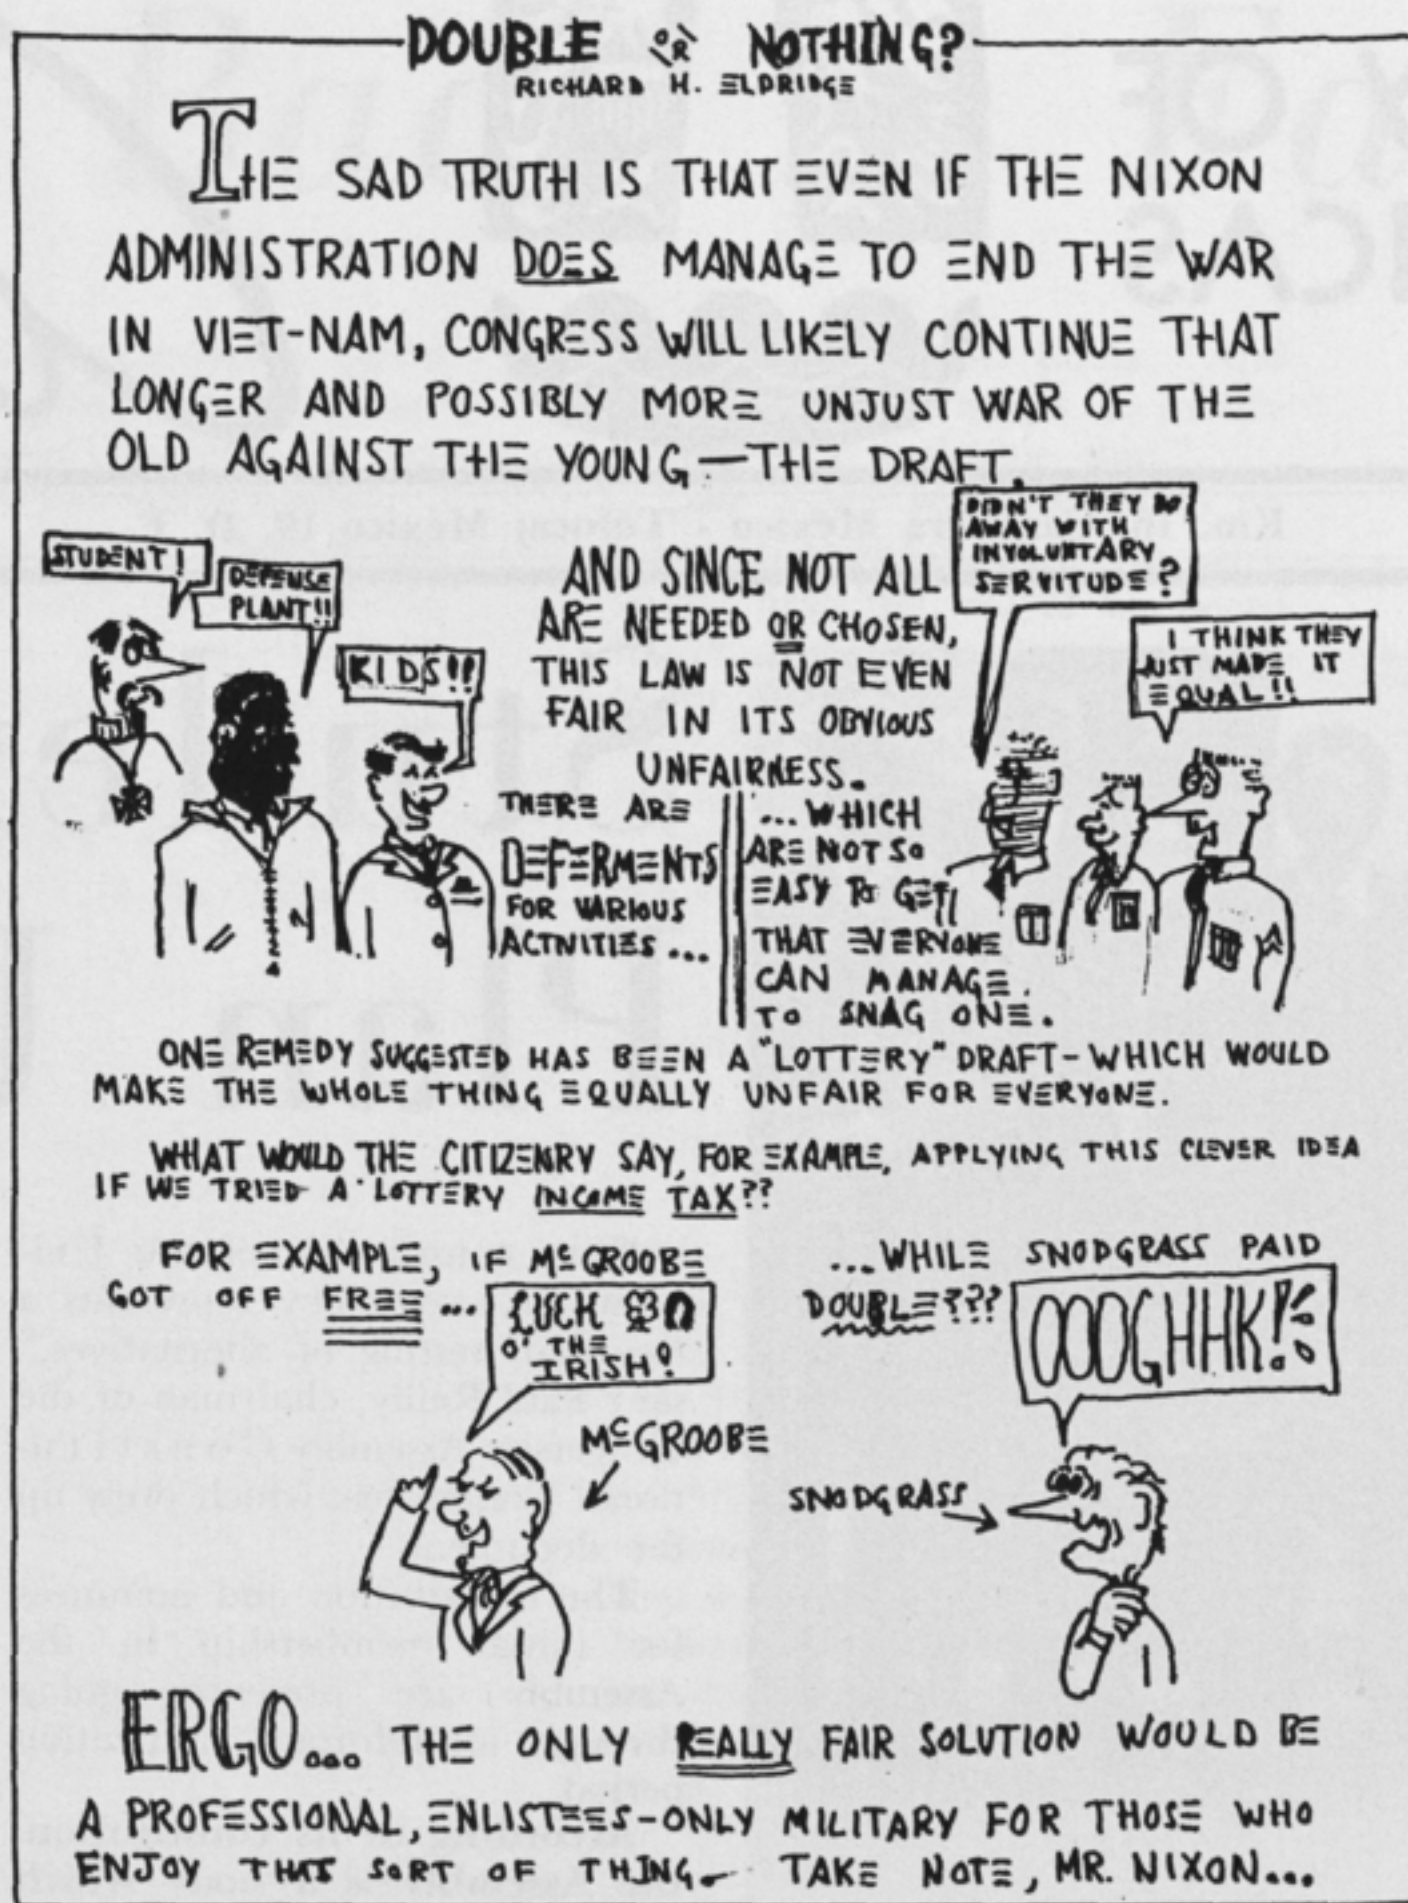 DOUBLE OR NOTHING?
RICHARD H. ELDRIDGE
THE SAD TRUTH IS THAT EVEN IF THE NIXON
ADMINISTRATION DOES MANAGE TO END THE WAR
IN VIET-NAM, CONGRESS WILL LIKELY CONTINUE THAT
LONGER AND POSSIBLY MORE UNJUST WAR OF THE
OLD AGAINST THE YOUNG—THE DRAFT.
STUDENT!
DEFENSE
PLANT!!
KIDS!!
AND SINCE NOT ALL
ARE NEEDED OR CHOSEN,
THIS LAW IS NOT EVEN
FAIR IN ITS OBVIOUS
UNFAIRNESS.
DIDN'T THEY DO
AWAY WITH
INVOLUNTARY
SERVITUDE?
I THINK THEY
JUST MADE IT
EQUAL!!
THERE ARE
DEFERMENTS
FOR VARIOUS
ACTIVITIES...
...WHICH
ARE NOT SO
EASY TO GET,
THAT EVERYONE
CAN MANAGE
TO SNAG ONE.
ONE REMEDY SUGGESTED HAS BEEN A "LOTTERY" DRAFT-WHICH WOULD
MAKE THE WHOLE THING EQUALLY UNFAIR FOR EVERYONE.
WHAT WOULD THE CITIZENRY SAY, FOR EXAMPLE, APPLYING THIS CLEVER IDEA
IF WE TRIED A LOTTERY INCOME TAX??
FOR EXAMPLE, IF McGROOBE
GOT OFF FREE...
LUCK
O' THE
IRISH!
McGROOBE
...WHILE SNODGRASS PAID
DOUBLE???
OOOGHHK!
SNODGRASS
ERGO... THE ONLY REALLY FAIR SOLUTION WOULD BE
A PROFESSIONAL, ENLISTEES-ONLY MILITARY FOR THOSE WHO
ENJOY THAT SORT OF THING. TAKE NOTE, MR. NIXON...